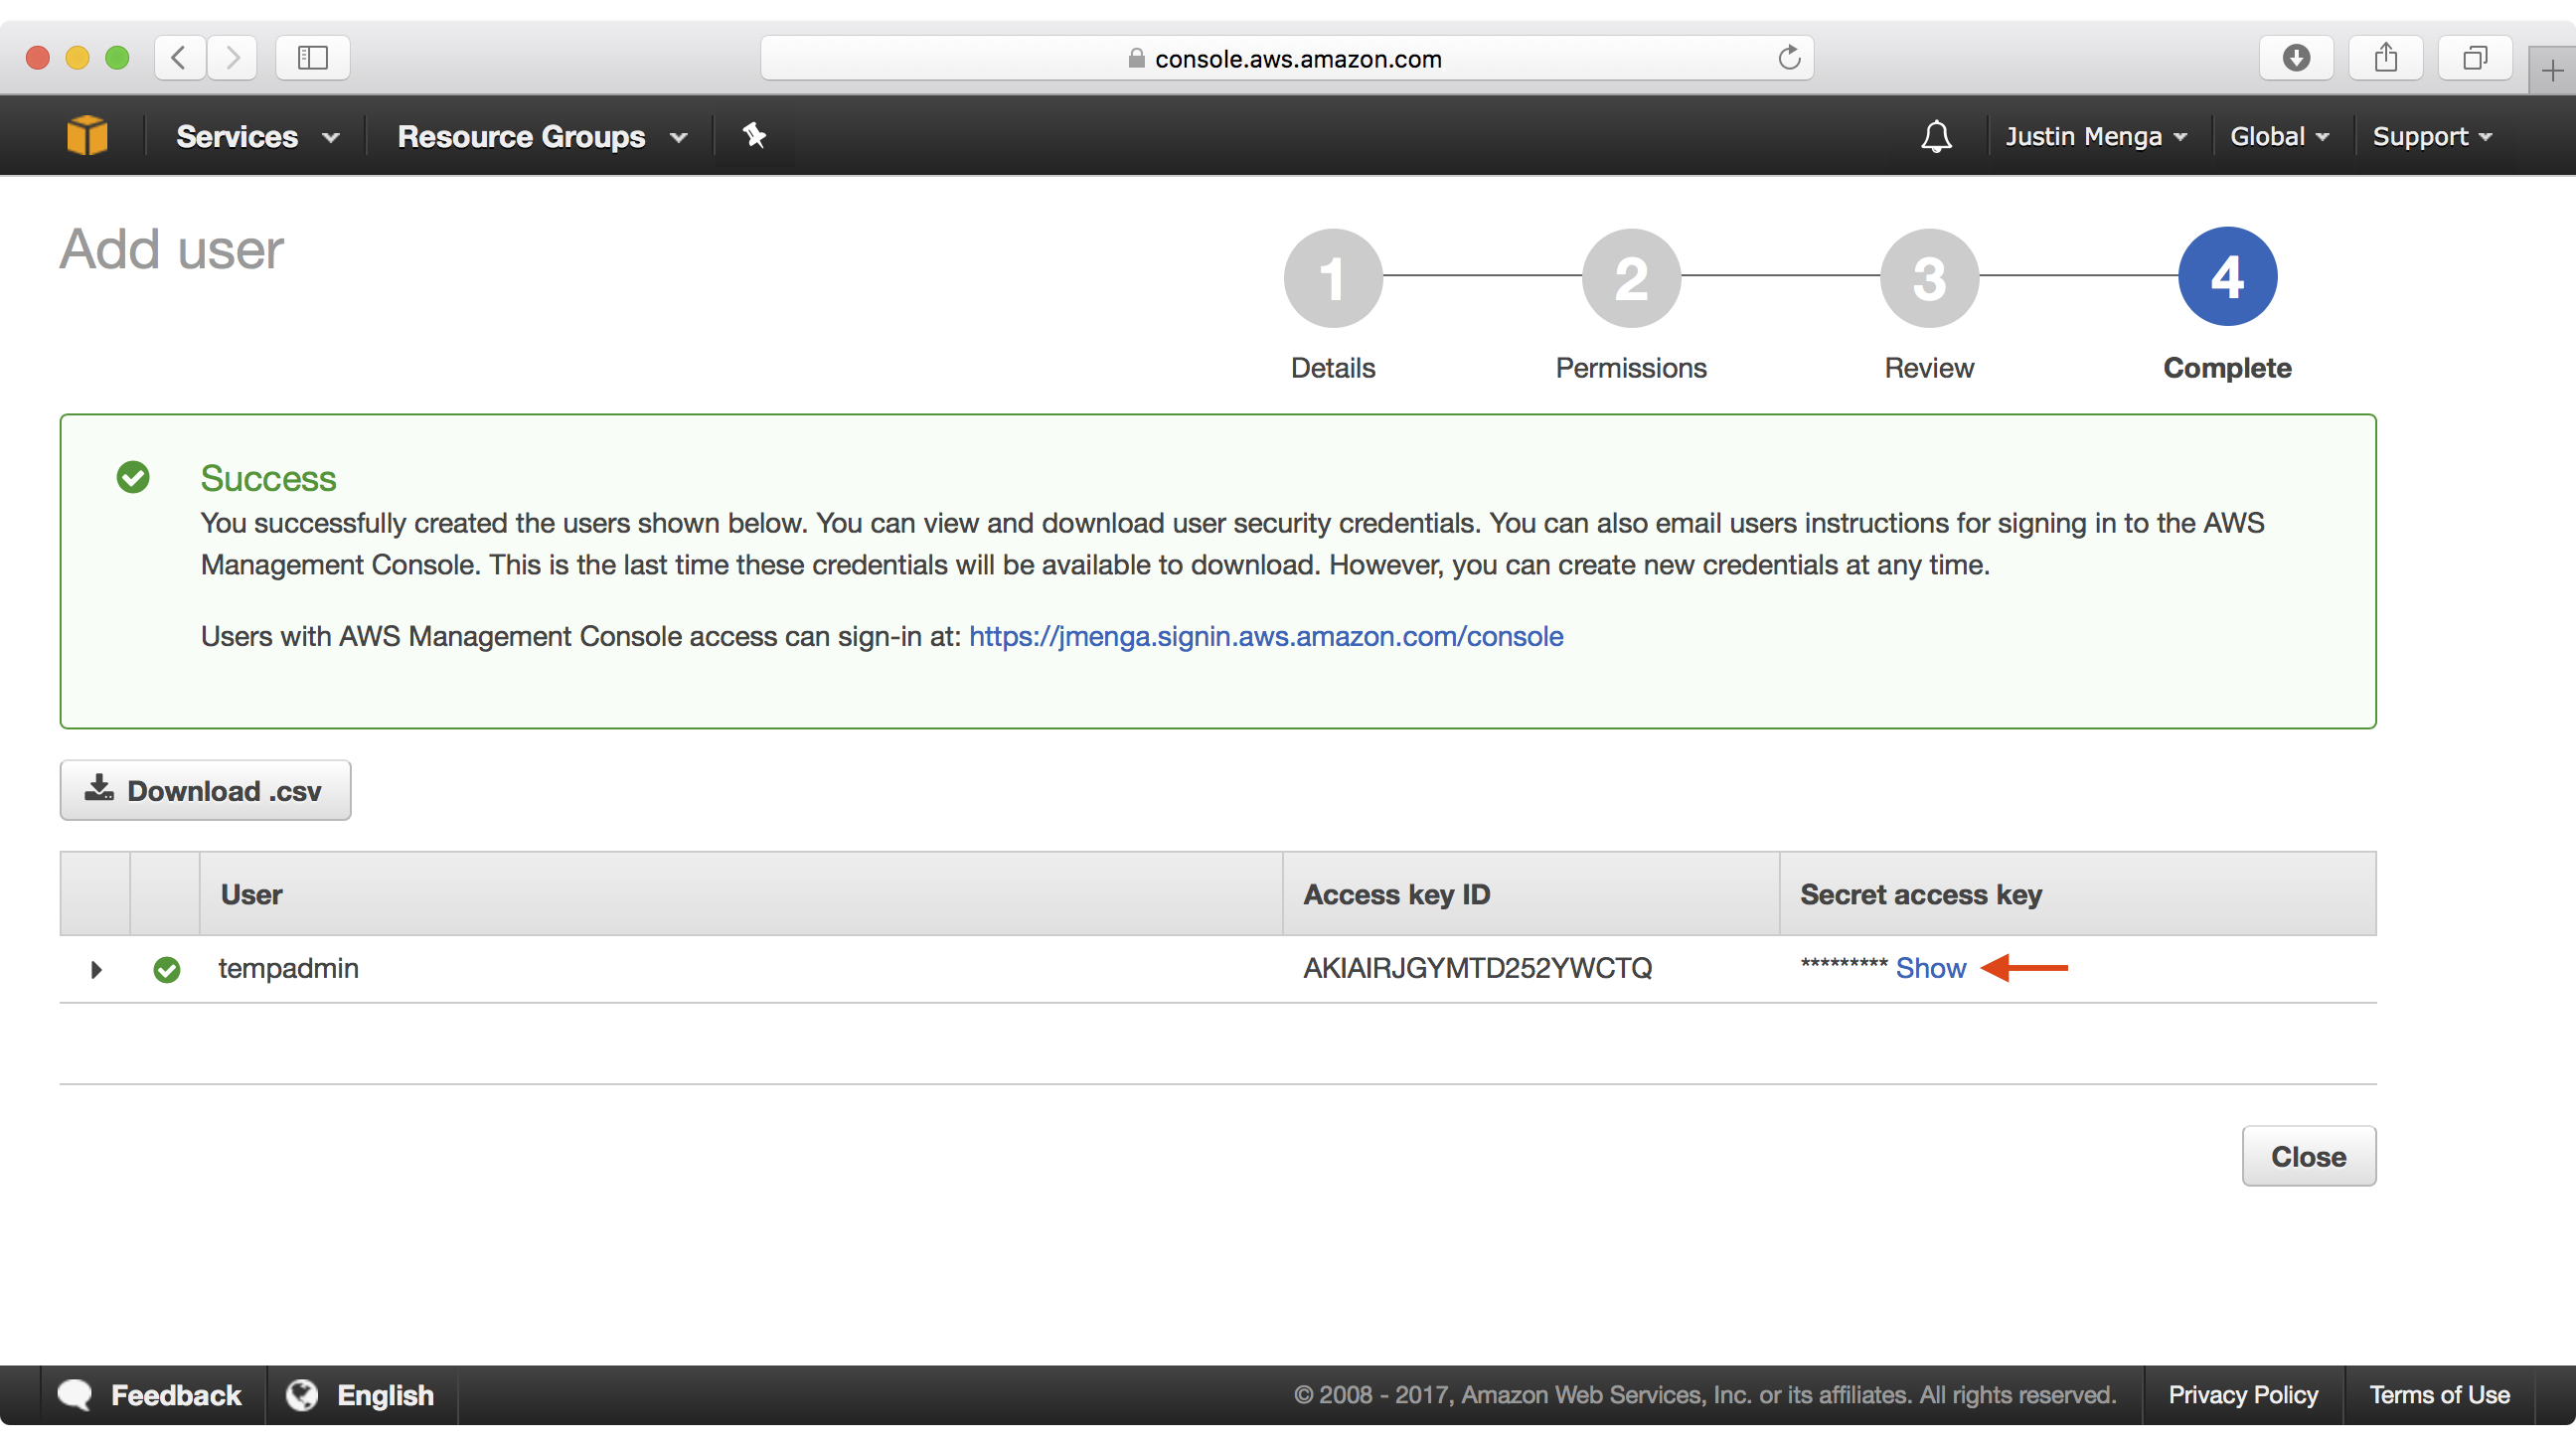 console.aws.amazon.com
Services
Resource Groups
Justin Menga
Global
Support
Add user
1
2
3
4
Details
Permissions
Review
Complete
Success
You successfully created the users shown below. You can view and download user security credentials. You can also email users instructions for signing in to the AWS
Management Console. This is the last time these credentials will be available to download. However, you can create new credentials at any time.
Users with AWS Management Console access can sign-in at: https://jmenga.signin.aws.amazon.com/console
Download .csv
User
Access key ID
Secret access key
tempadmin
AKIAIRJGYMTD252YWCTQ
********* Show
Close
Feedback
English
© 2008 - 2017, Amazon Web Services, Inc. or its affiliates. All rights reserved.
Privacy Policy
Terms of Use